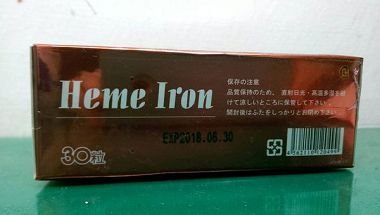 Heme Iron
保存の注意
品質保持のため、直射日光・高温多湿を避
けて涼しいところに保管して下さい。
開封後はふたをしっかりとお閉め下さい
EXP2018.06.30
30粒